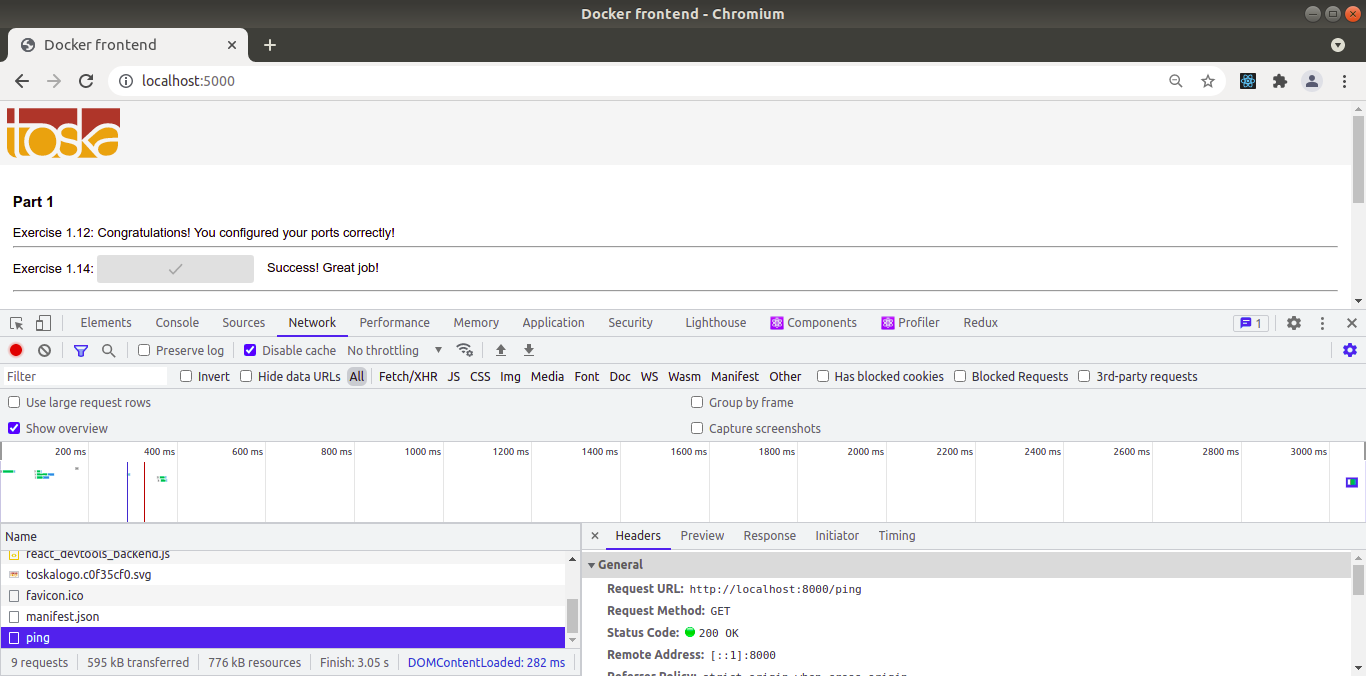 Docker frontend - Chromium
Docker frontend
localhost:5000
toska
Part 1
Exercise 1.12: Congratulations! You configured your ports correctly!
Exercise 1.14: Success! Great job!
Elements Console Sources Network Performance Memory Application Security Lighthouse Components Profiler Redux 1
Preserve log Disable cache No throttling
Filter Invert Hide data URLs All Fetch/XHR JS CSS Img Media Font Doc WS Wasm Manifest Other Has blocked cookies Blocked Requests 3rd-party requests
Use large request rows Group by frame
Show overview Capture screenshots
200 ms 400 ms 600 ms 800 ms 1000 ms 1200 ms 1400 ms 1600 ms 1800 ms 2000 ms 2200 ms 2400 ms 2600 ms 2800 ms 3000 ms
Name
react_devtools_backend.js
toskalogo.c0f35cf0.svg
favicon.ico
manifest.json
ping
9 requests 595 kB transferred 776 kB resources Finish: 3.05 s DOMContentLoaded: 282 ms
Headers Preview Response Initiator Timing
General
Request URL: http://localhost:8000/ping
Request Method: GET
Status Code: 200 OK
Remote Address: [::1]:8000
Referrer Policy: strict-origin-when-cross-origin